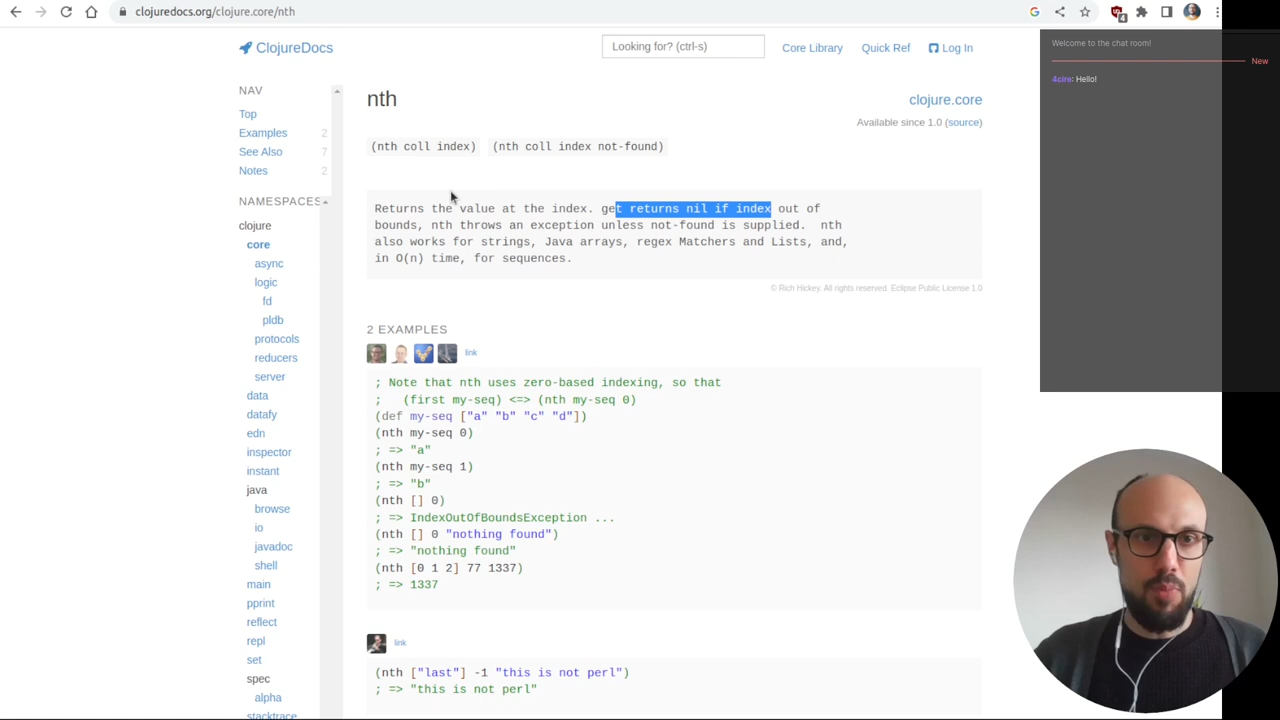 clojuredocs.org/clojure.core/nth
4
Welcome to the chat room!
New
4cire: Hello!
ClojureDocs
Looking for? (ctrl-s)
Core Library
Quick Ref
Log In
NAV
Top
Examples 2
See Also 7
Notes 2
NAMESPACES
clojure
core
async
logic
fd
pldb
protocols
reducers
server
data
datafy
edn
inspector
instant
java
browse
io
javadoc
shell
main
pprint
reflect
repl
set
spec
alpha
stacktrace
nth
clojure.core
Available since 1.0 (source)
(nth coll index) (nth coll index not-found)
Returns the value at the index. get returns nil if index out of
bounds, nth throws an exception unless not-found is supplied.  nth
also works for strings, Java arrays, regex Matchers and Lists, and,
in O(n) time, for sequences.
© Rich Hickey. All rights reserved. Eclipse Public License 1.0
2 EXAMPLES
link
; Note that nth uses zero-based indexing, so that
;   (first my-seq) <=> (nth my-seq 0)
(def my-seq ["a" "b" "c" "d"])
(nth my-seq 0)
; => "a"
(nth my-seq 1)
; => "b"
(nth [] 0)
; => IndexOutOfBoundsException ...
(nth [] 0 "nothing found")
; => "nothing found"
(nth [0 1 2] 77 1337)
; => 1337
link
(nth ["last"] -1 "this is not perl")
; => "this is not perl"